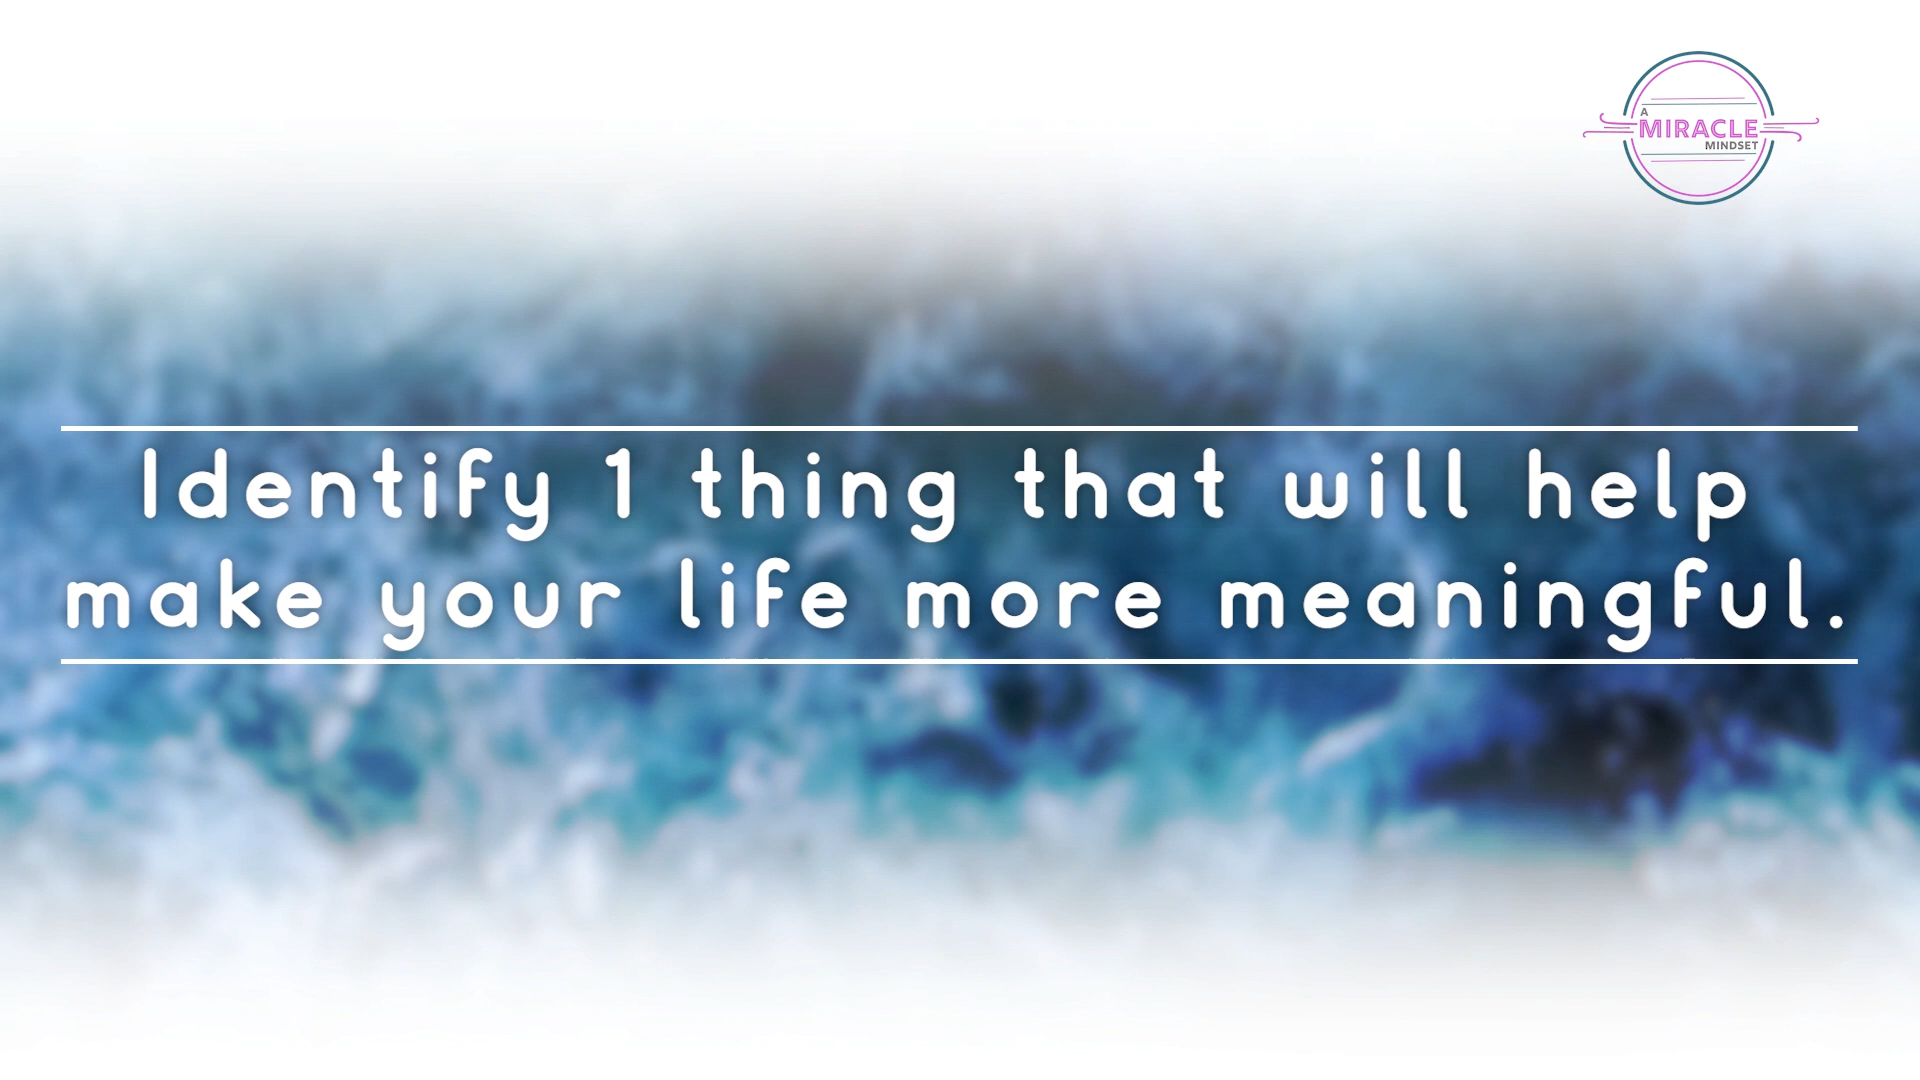 A
MIRACLE
MINDSET
Identify 1 thing that will help
make your life more meaningful.